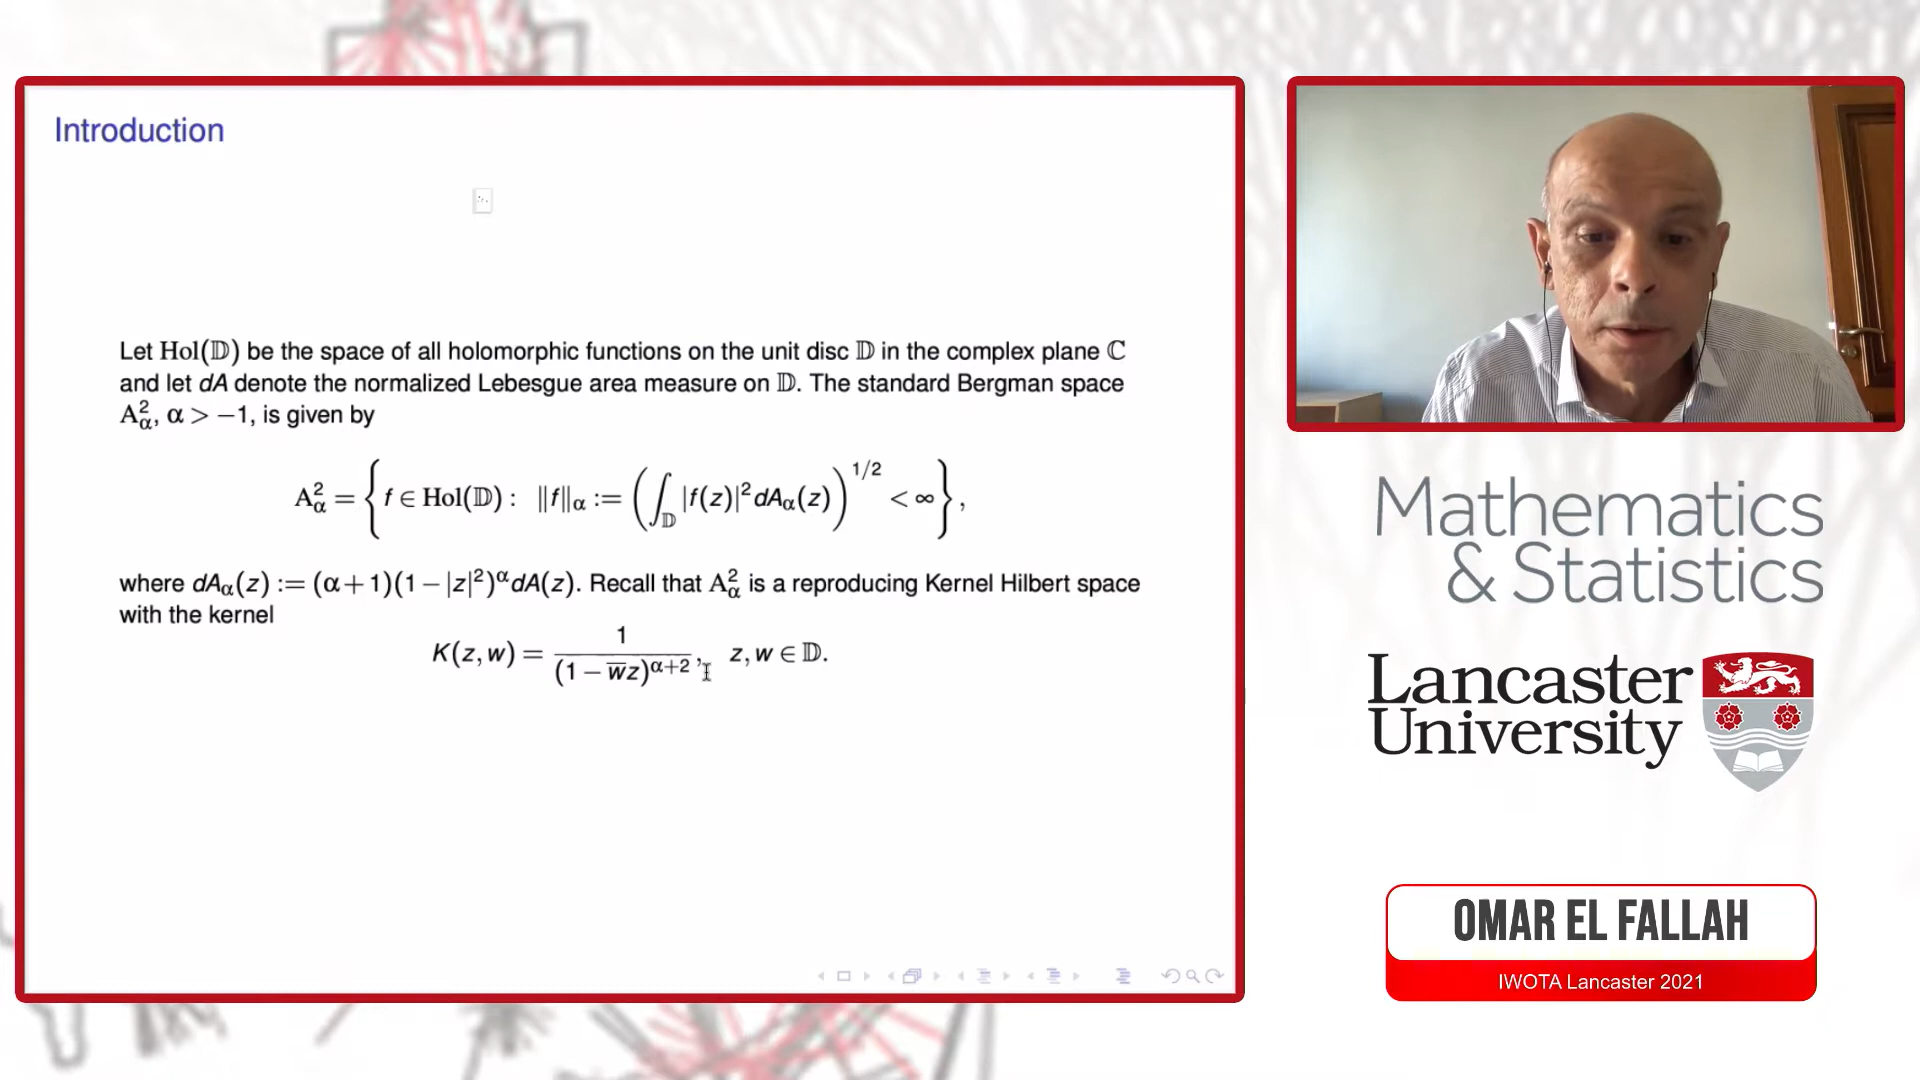 Introduction
Let Hol(𝔻) be the space of all holomorphic functions on the unit disc 𝔻 in the complex plane ℂ
and let dA denote the normalized Lebesgue area measure on 𝔻. The standard Bergman space
A²_α, α > −1, is given by
A²_α = { f ∈ Hol(𝔻) : ‖f‖_α := ( ∫_𝔻 |f(z)|² dA_α(z) )^{1/2} < ∞ } ,
where dA_α(z) := (α+1)(1−|z|²)^α dA(z). Recall that A²_α is a reproducing Kernel Hilbert space
with the kernel
K(z,w) = 1 / (1 − w̅z)^{α+2} , z,w ∈ 𝔻.
Mathematics
& Statistics
Lancaster
University
OMAR EL FALLAH
IWOTA Lancaster 2021